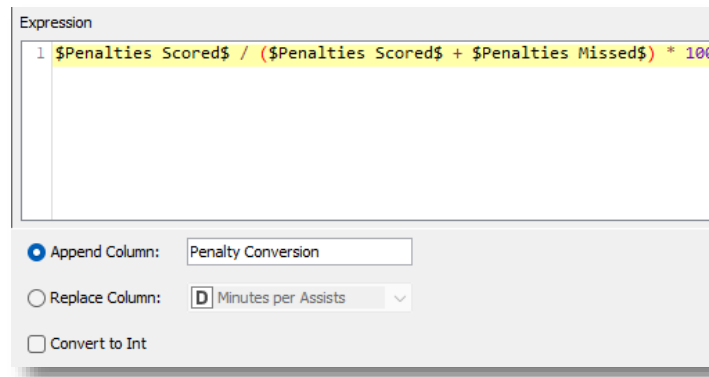 Expression
1 $Penalties Scored$ / ($Penalties Scored$ + $Penalties Missed$) * 100
Append Column: Penalty Conversion
Replace Column: D Minutes per Assists
Convert to Int